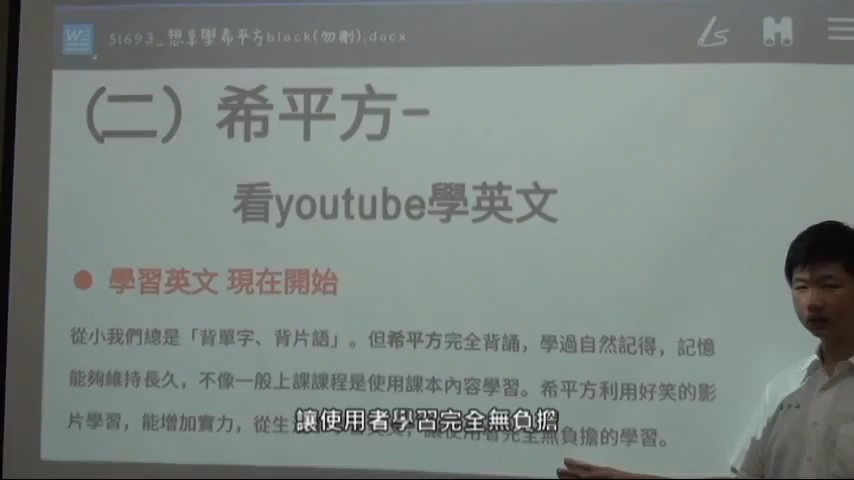 51693_想享學希平方block(勿刪).docx
(二) 希平方-
看youtube學英文
● 學習英文 現在開始
從小我們總是「背單字、背片語」。但希平方完全背誦,學過自然記得,記憶
能夠維持長久,不像一般上課課程是使用課本內容學習。希平方利用好笑的影
片學習,能增加實力,從生
讓使用者完全無負擔的學習。
讓使用者學習完全無負擔